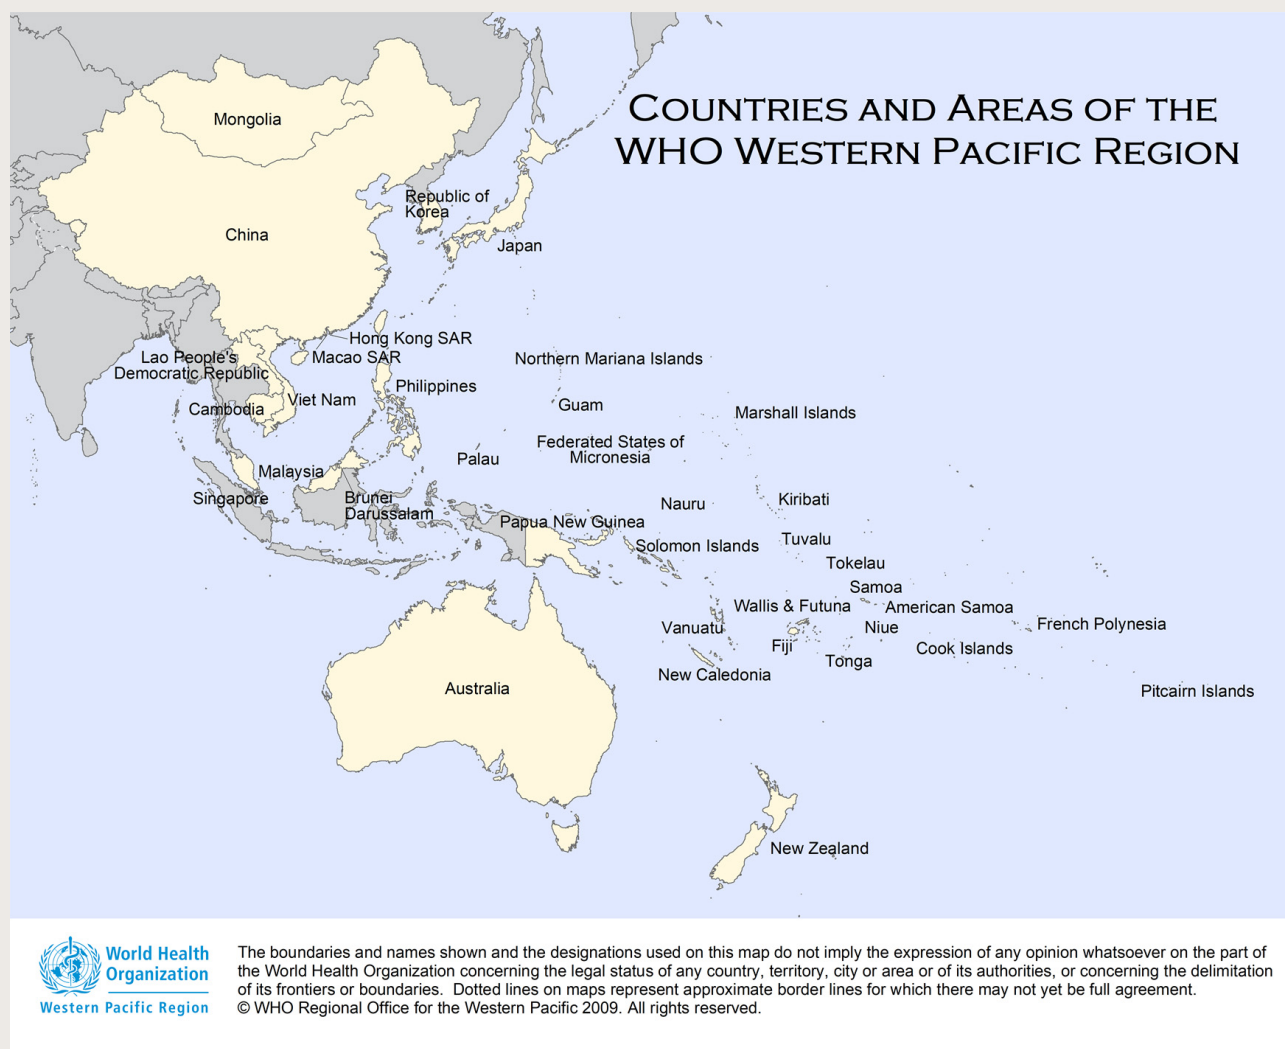 COUNTRIES AND AREAS OF THE
WHO WESTERN PACIFIC REGION
Mongolia
Republic of
Korea
China
Japan
Hong Kong SAR
Macao SAR
Lao People's
Democratic Republic
Northern Mariana Islands
Philippines
Viet Nam
Cambodia
Guam
Marshall Islands
Federated States of
Micronesia
Palau
Malaysia
Singapore
Brunei
Darussalam
Nauru
Kiribati
Papua New Guinea
Solomon Islands
Tuvalu
Tokelau
Samoa
Wallis & Futuna
American Samoa
Vanuatu
Niue
French Polynesia
Fiji
Cook Islands
Tonga
New Caledonia
Australia
Pitcairn Islands
New Zealand
World Health
Organization
Western Pacific Region
The boundaries and names shown and the designations used on this map do not imply the expression of any opinion whatsoever on the part of
the World Health Organization concerning the legal status of any country, territory, city or area or of its authorities, or concerning the delimitation
of its frontiers or boundaries. Dotted lines on maps represent approximate border lines for which there may not yet be full agreement.
© WHO Regional Office for the Western Pacific 2009. All rights reserved.